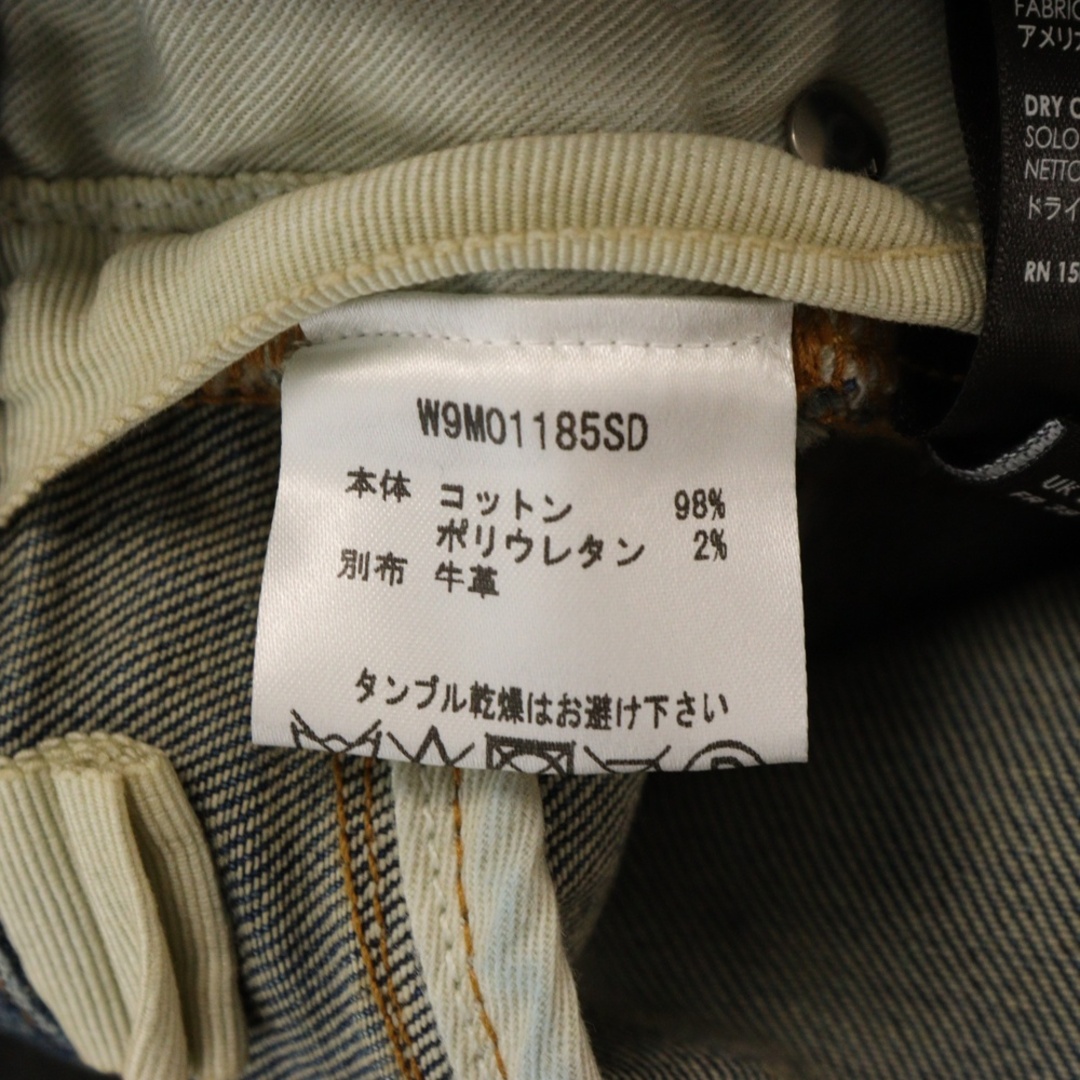 W9M01185SD
本体 コットン 98%
ポリウレタン 2%
別布 牛革
タンブル乾燥はお避け下さい
FABRIC
アメリカ
DRY C
SOLO
NETTO
ドライ
RN 15
UK